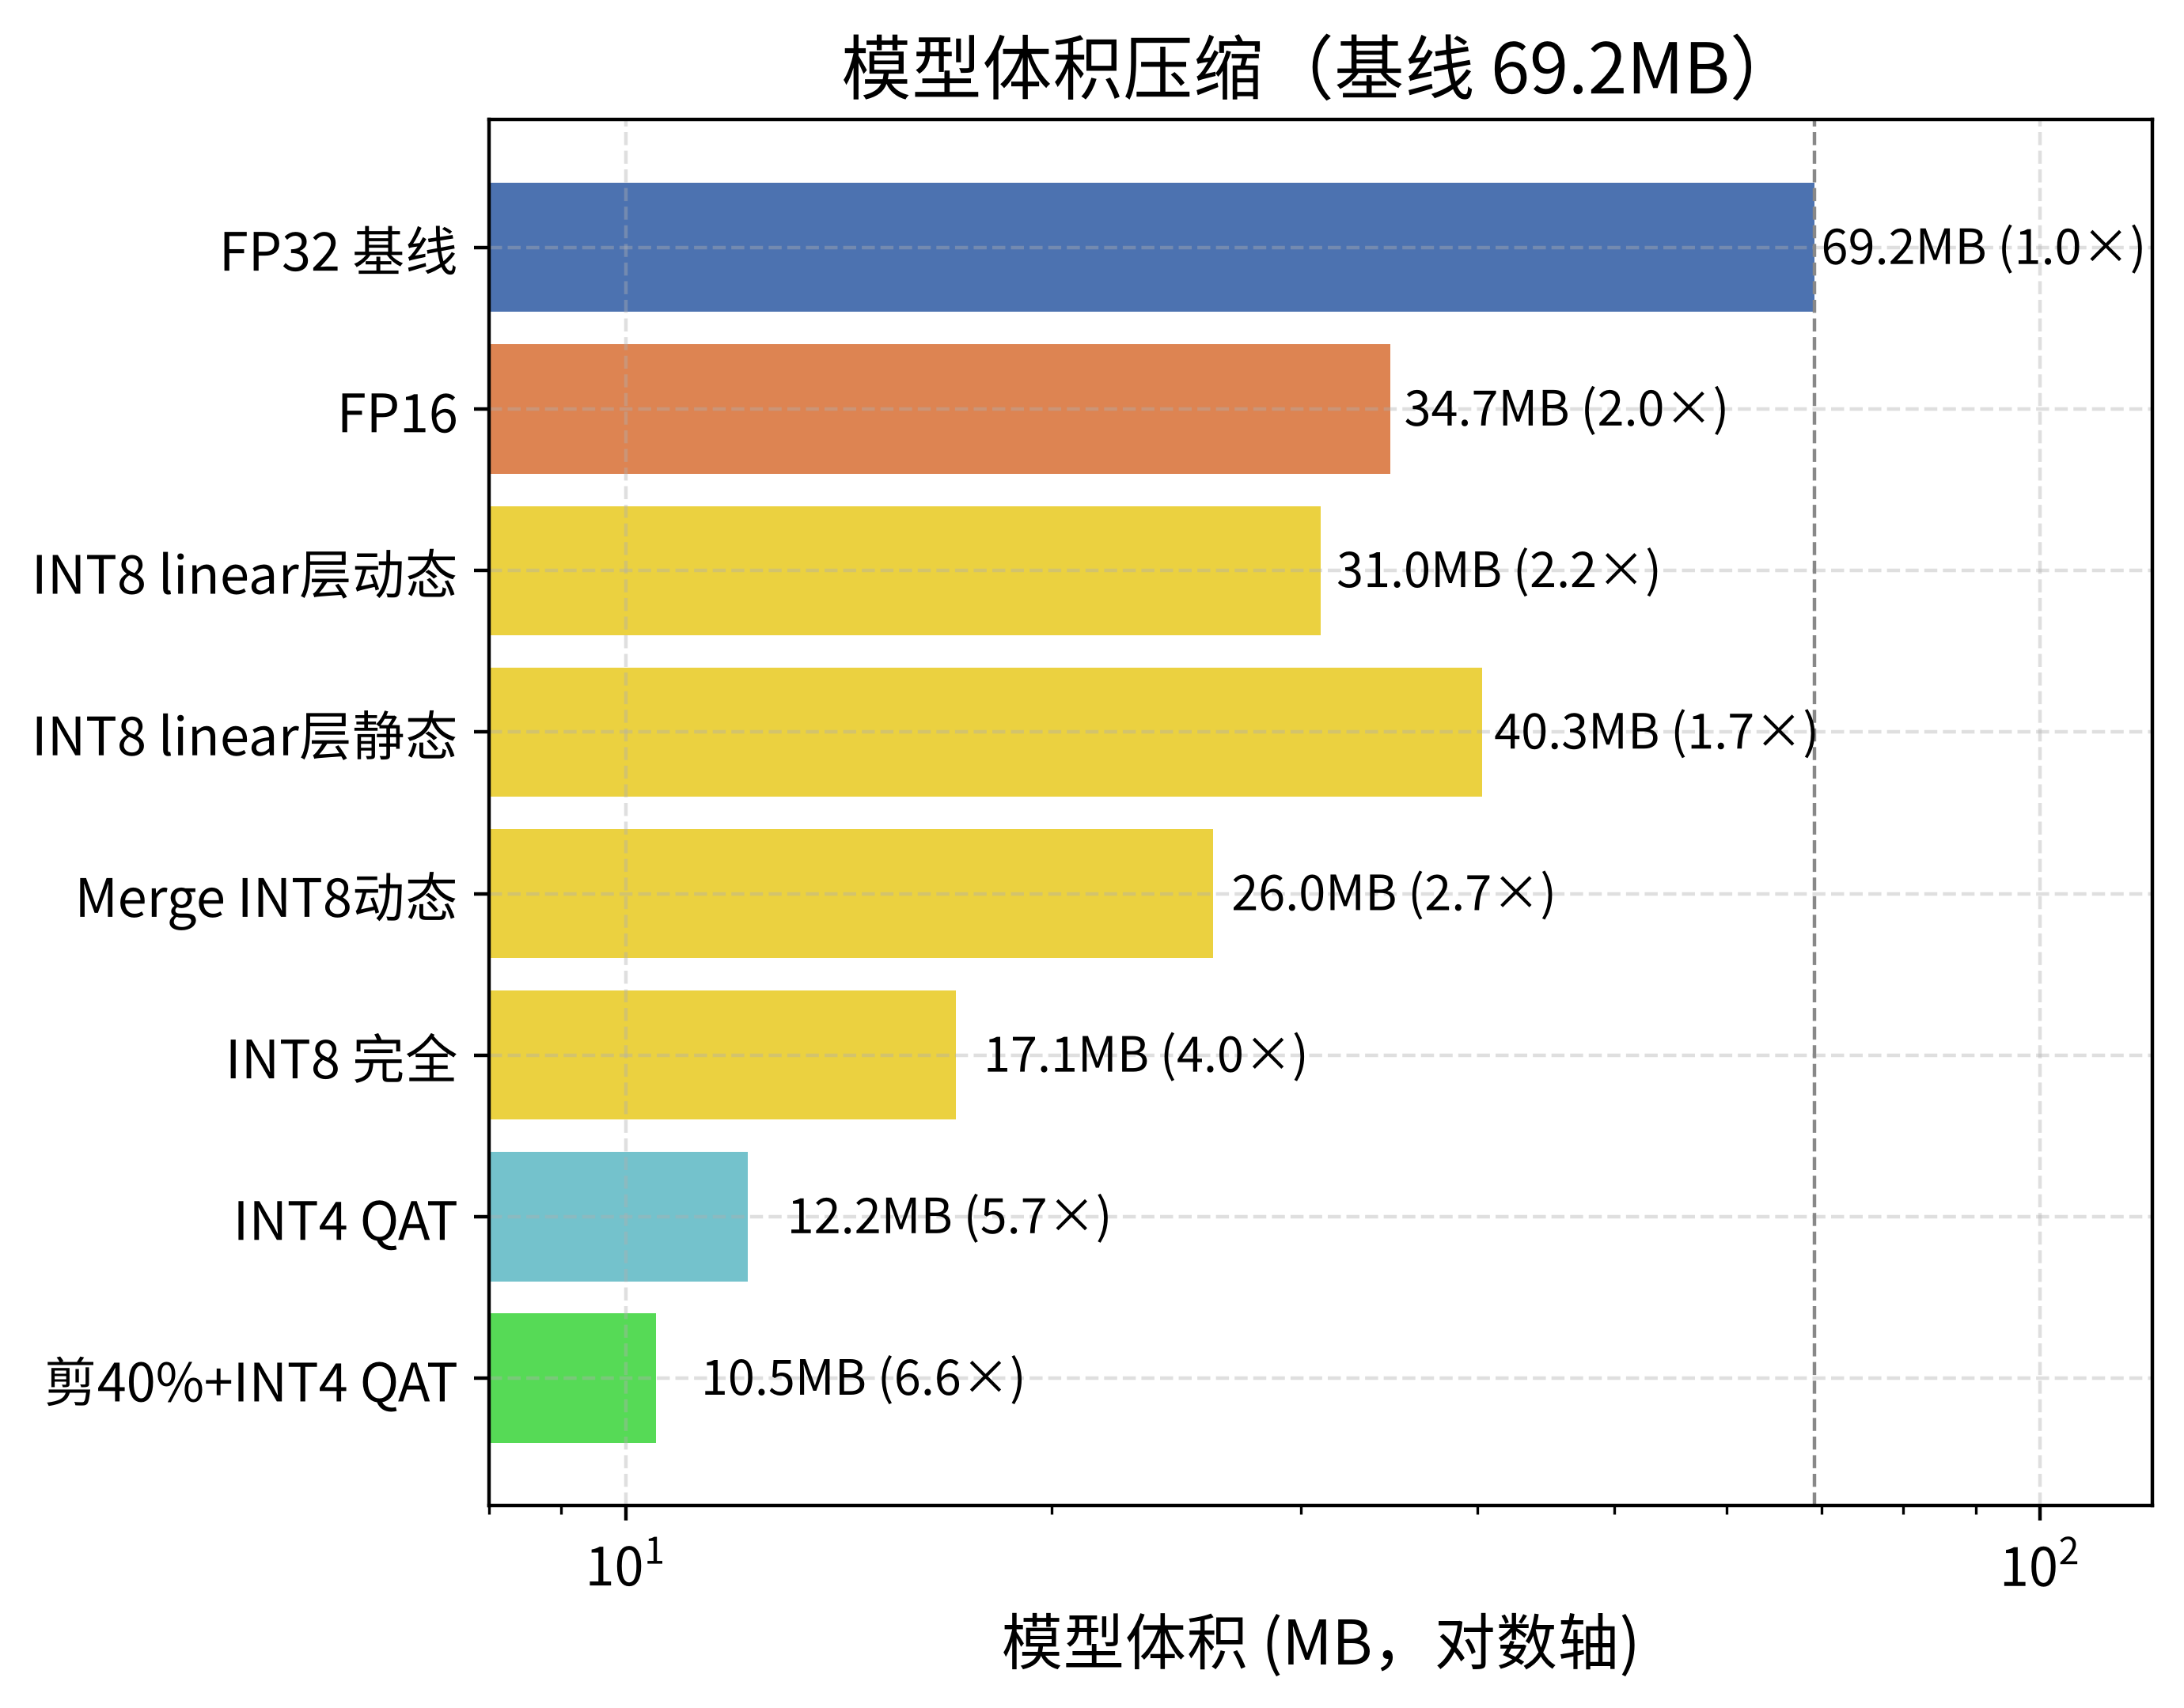 模型体积压缩（基线 69.2MB）
FP32 基线
69.2MB (1.0×)
FP16
34.7MB (2.0×)
INT8 linear层动态
31.0MB (2.2×)
INT8 linear层静态
40.3MB (1.7×)
Merge INT8动态
26.0MB (2.7×)
INT8 完全
17.1MB (4.0×)
INT4 QAT
12.2MB (5.7×)
剪40%+INT4 QAT
10.5MB (6.6×)
10¹
10²
模型体积 (MB，对数轴)